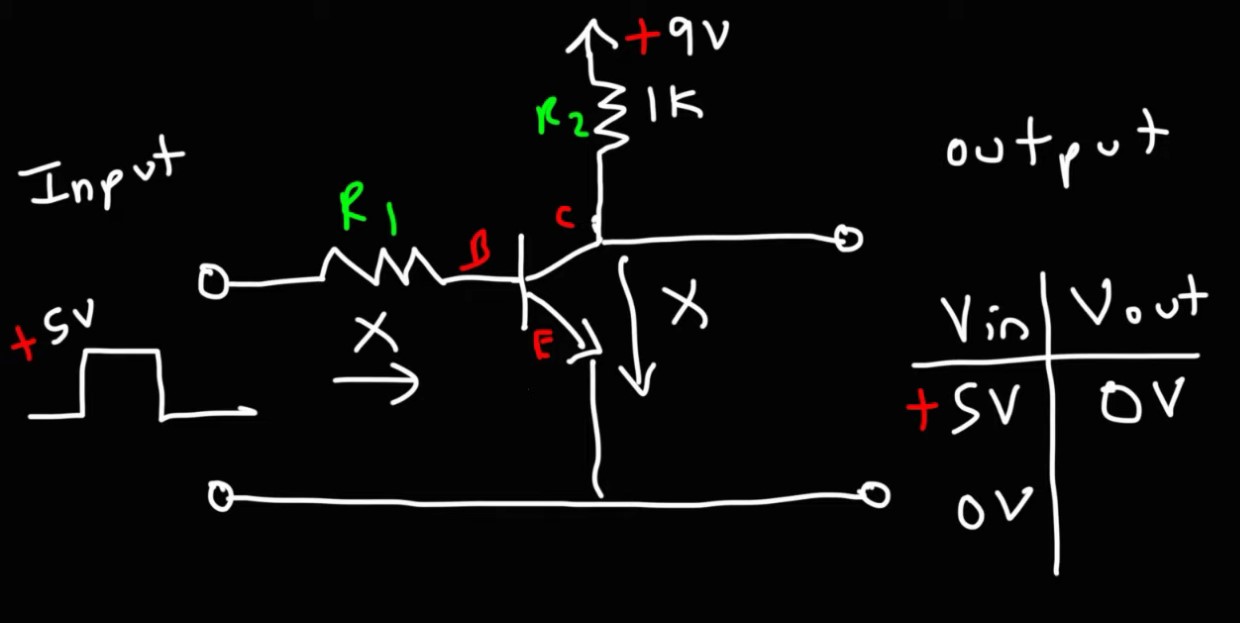 +9V
R2 1K
Input
output
R1
B
C
X
E
+5V
X
Vin Vout
+5V 0V
0V